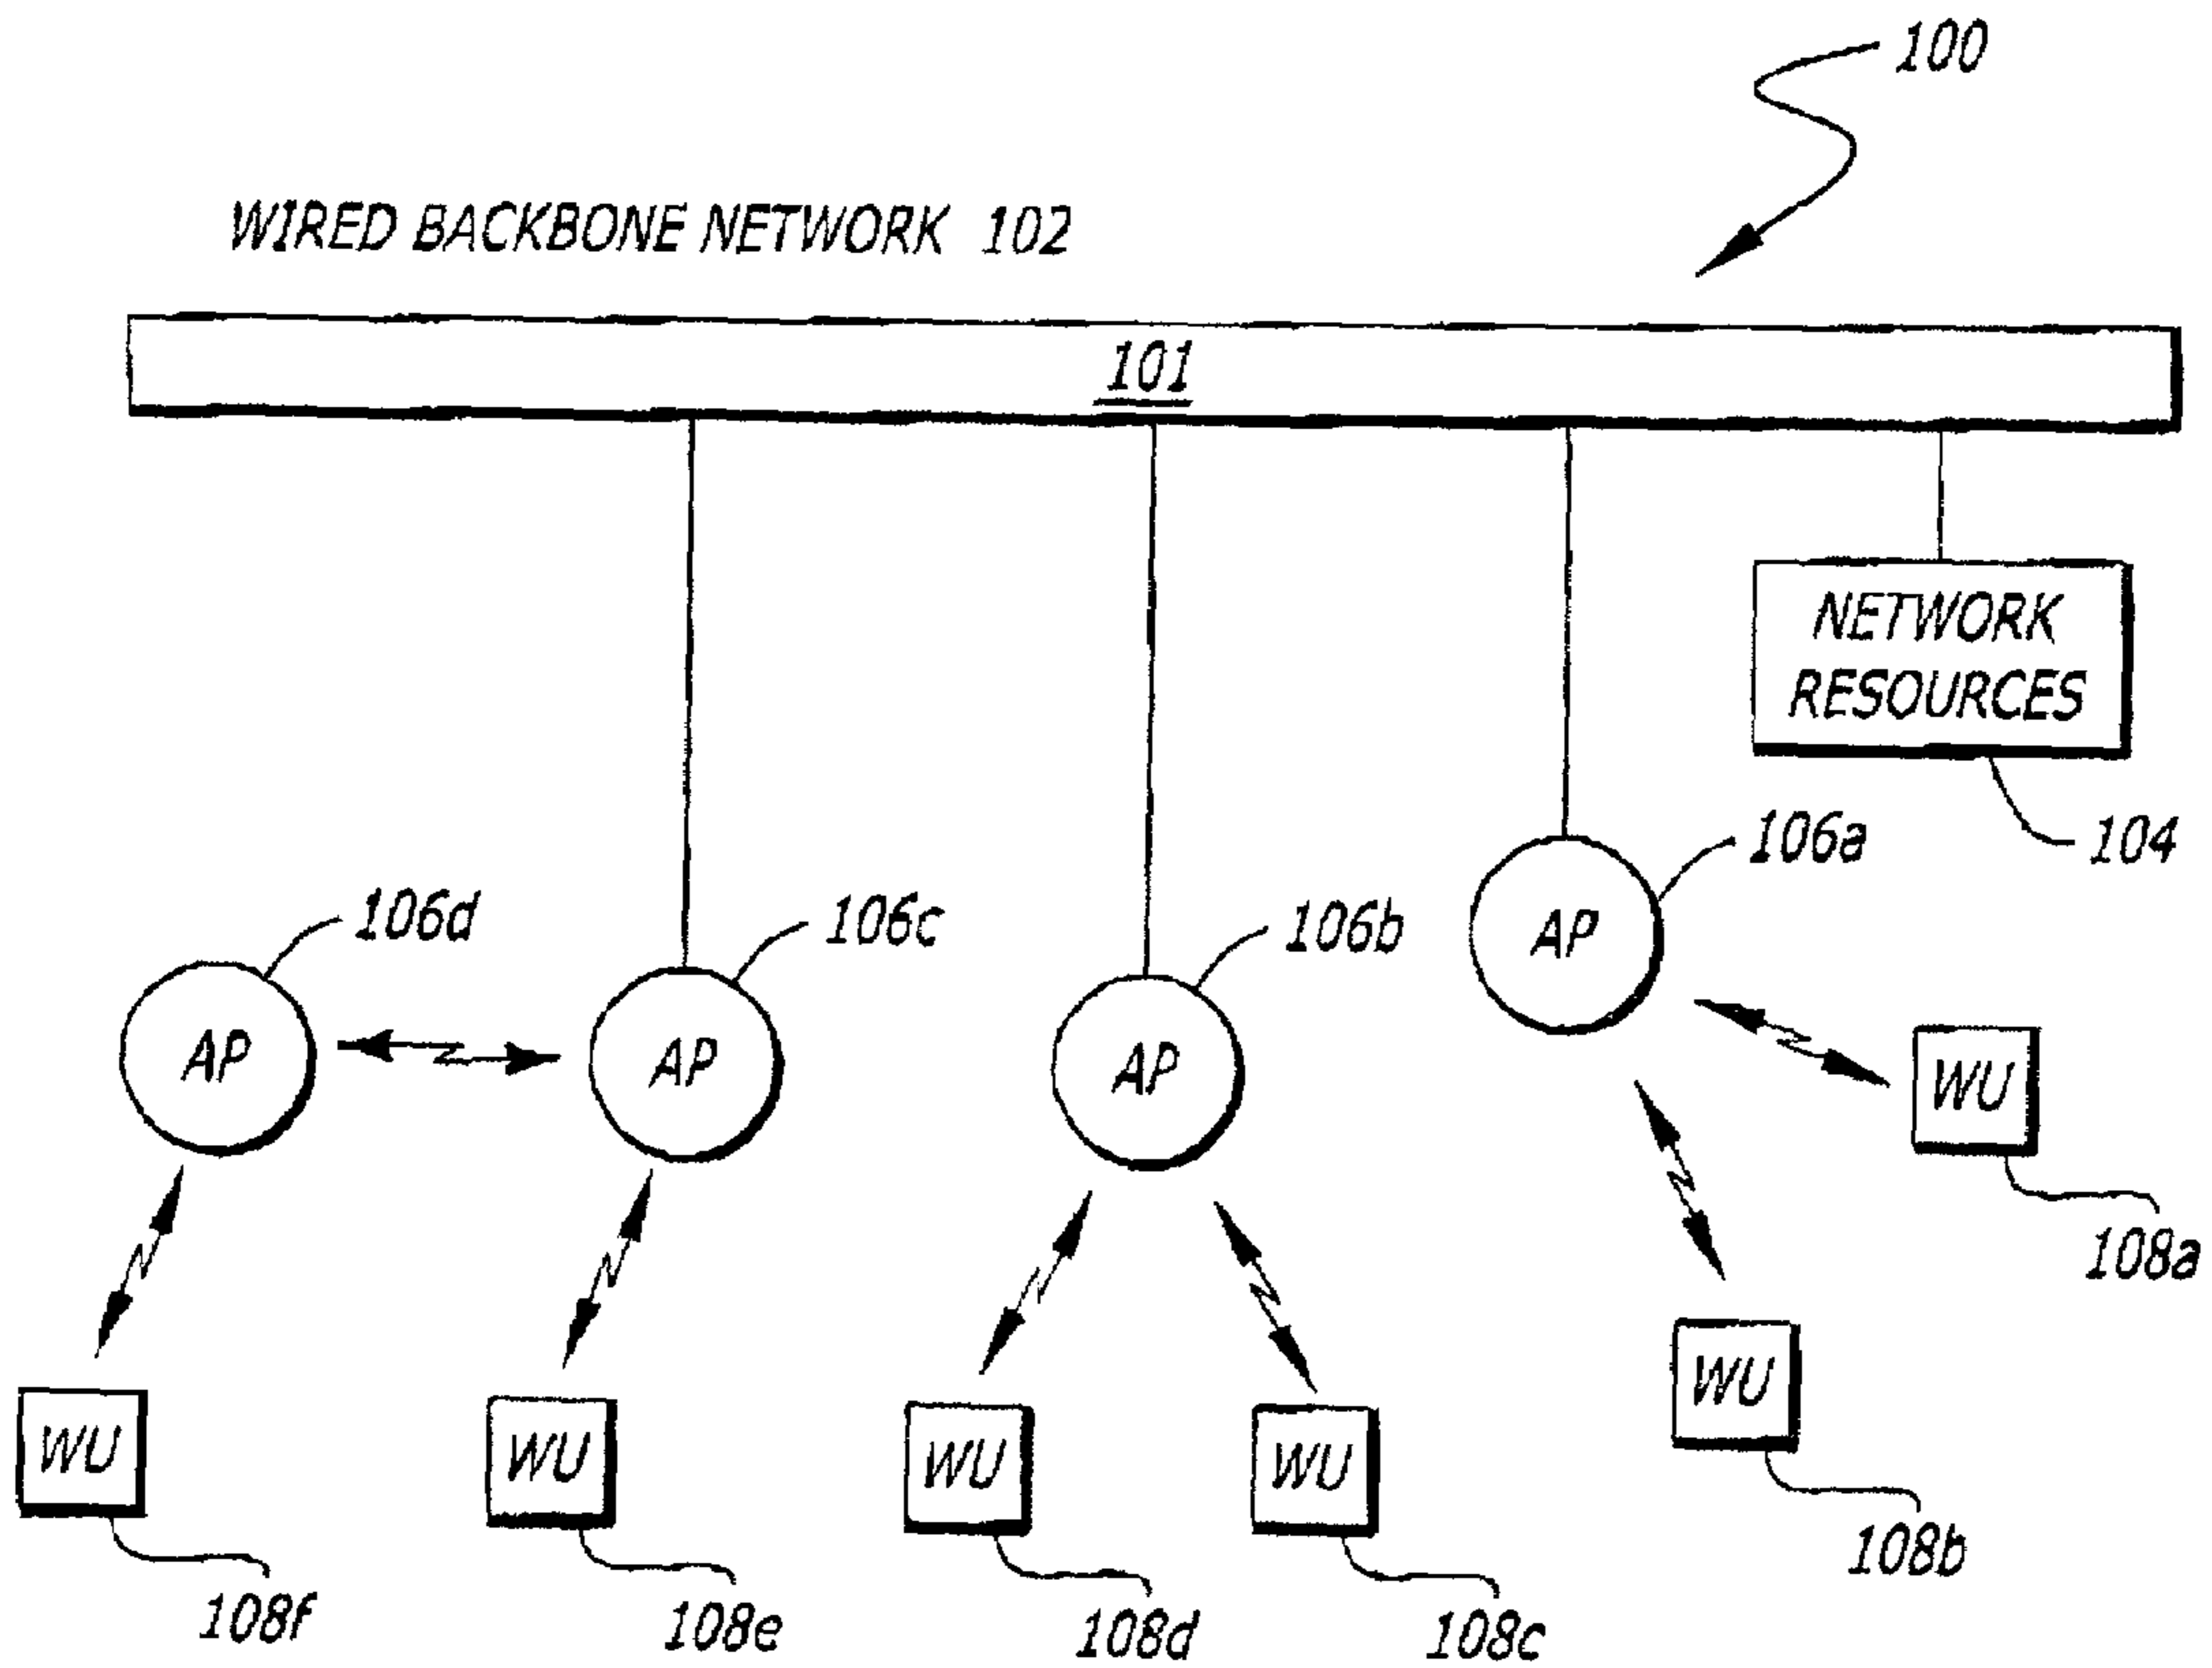 100
WIRED BACKBONE NETWORK 102
101
NETWORK
RESOURCES
104
106a
106b
106c
106d
AP
AP
AP
AP
WU
108a
WU
108b
WU
WU
WU
WU
108f
108e
108d
108c